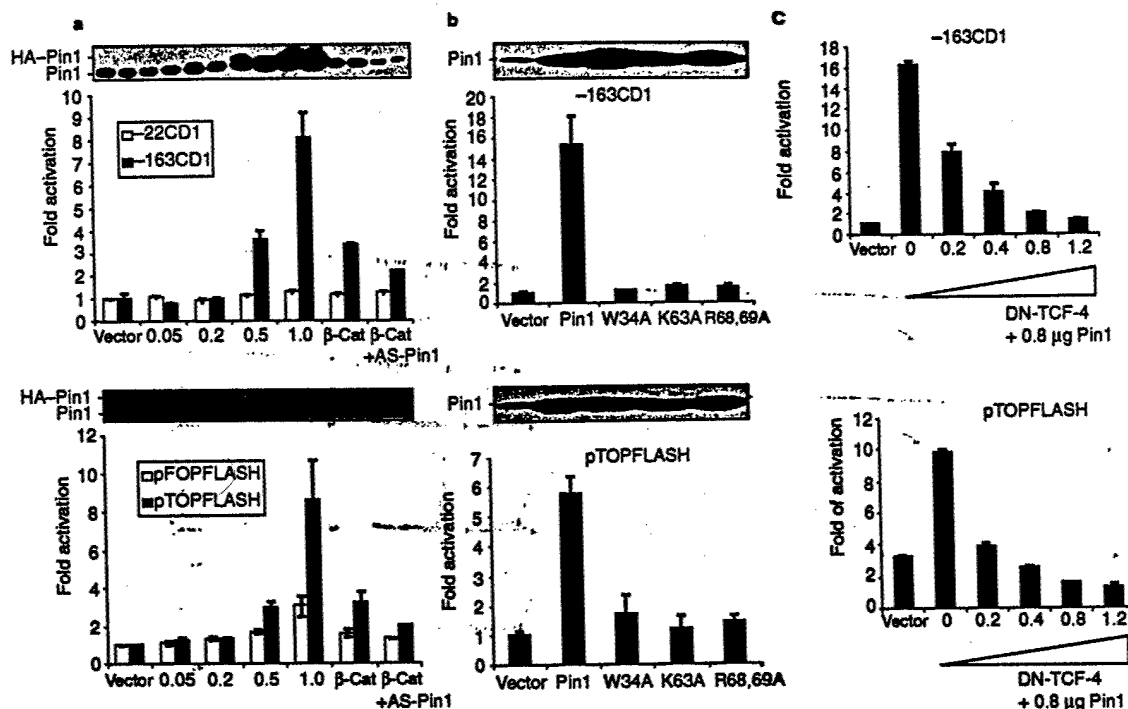 a
HA–Pin1
Pin1
10
9
8
7
6
5
4
3
2
1
0
Fold activation
–22CD1
–163CD1
Vector 0.05 0.2 0.5 1.0 β-Cat β-Cat
+AS-Pin1
HA–Pin1
Pin1
12
10
8
6
4
2
0
Fold activation
pFOPFLASH
pTOPFLASH
Vector 0.05 0.2 0.5 1.0 β-Cat β-Cat
+AS-Pin1
b
Pin1
–163CD1
20
18
16
14
12
10
8
6
4
2
0
Fold activation
Vector Pin1 W34A K63A R68,69A
Pin1
pTOPFLASH
7
6
5
4
3
2
1
0
Fold activation
Vector Pin1 W34A K63A R68,69A
C
–163CD1
18
16
14
12
10
8
6
4
2
0
Fold activation
Vector 0 0.2 0.4 0.8 1.2
DN-TCF-4
+ 0.8 µg Pin1
pTOPFLASH
12
10
8
6
4
2
0
Fold of activation
Vector 0 0.2 0.4 0.8 1.2
DN-TCF-4
+ 0.8 µg Pin1